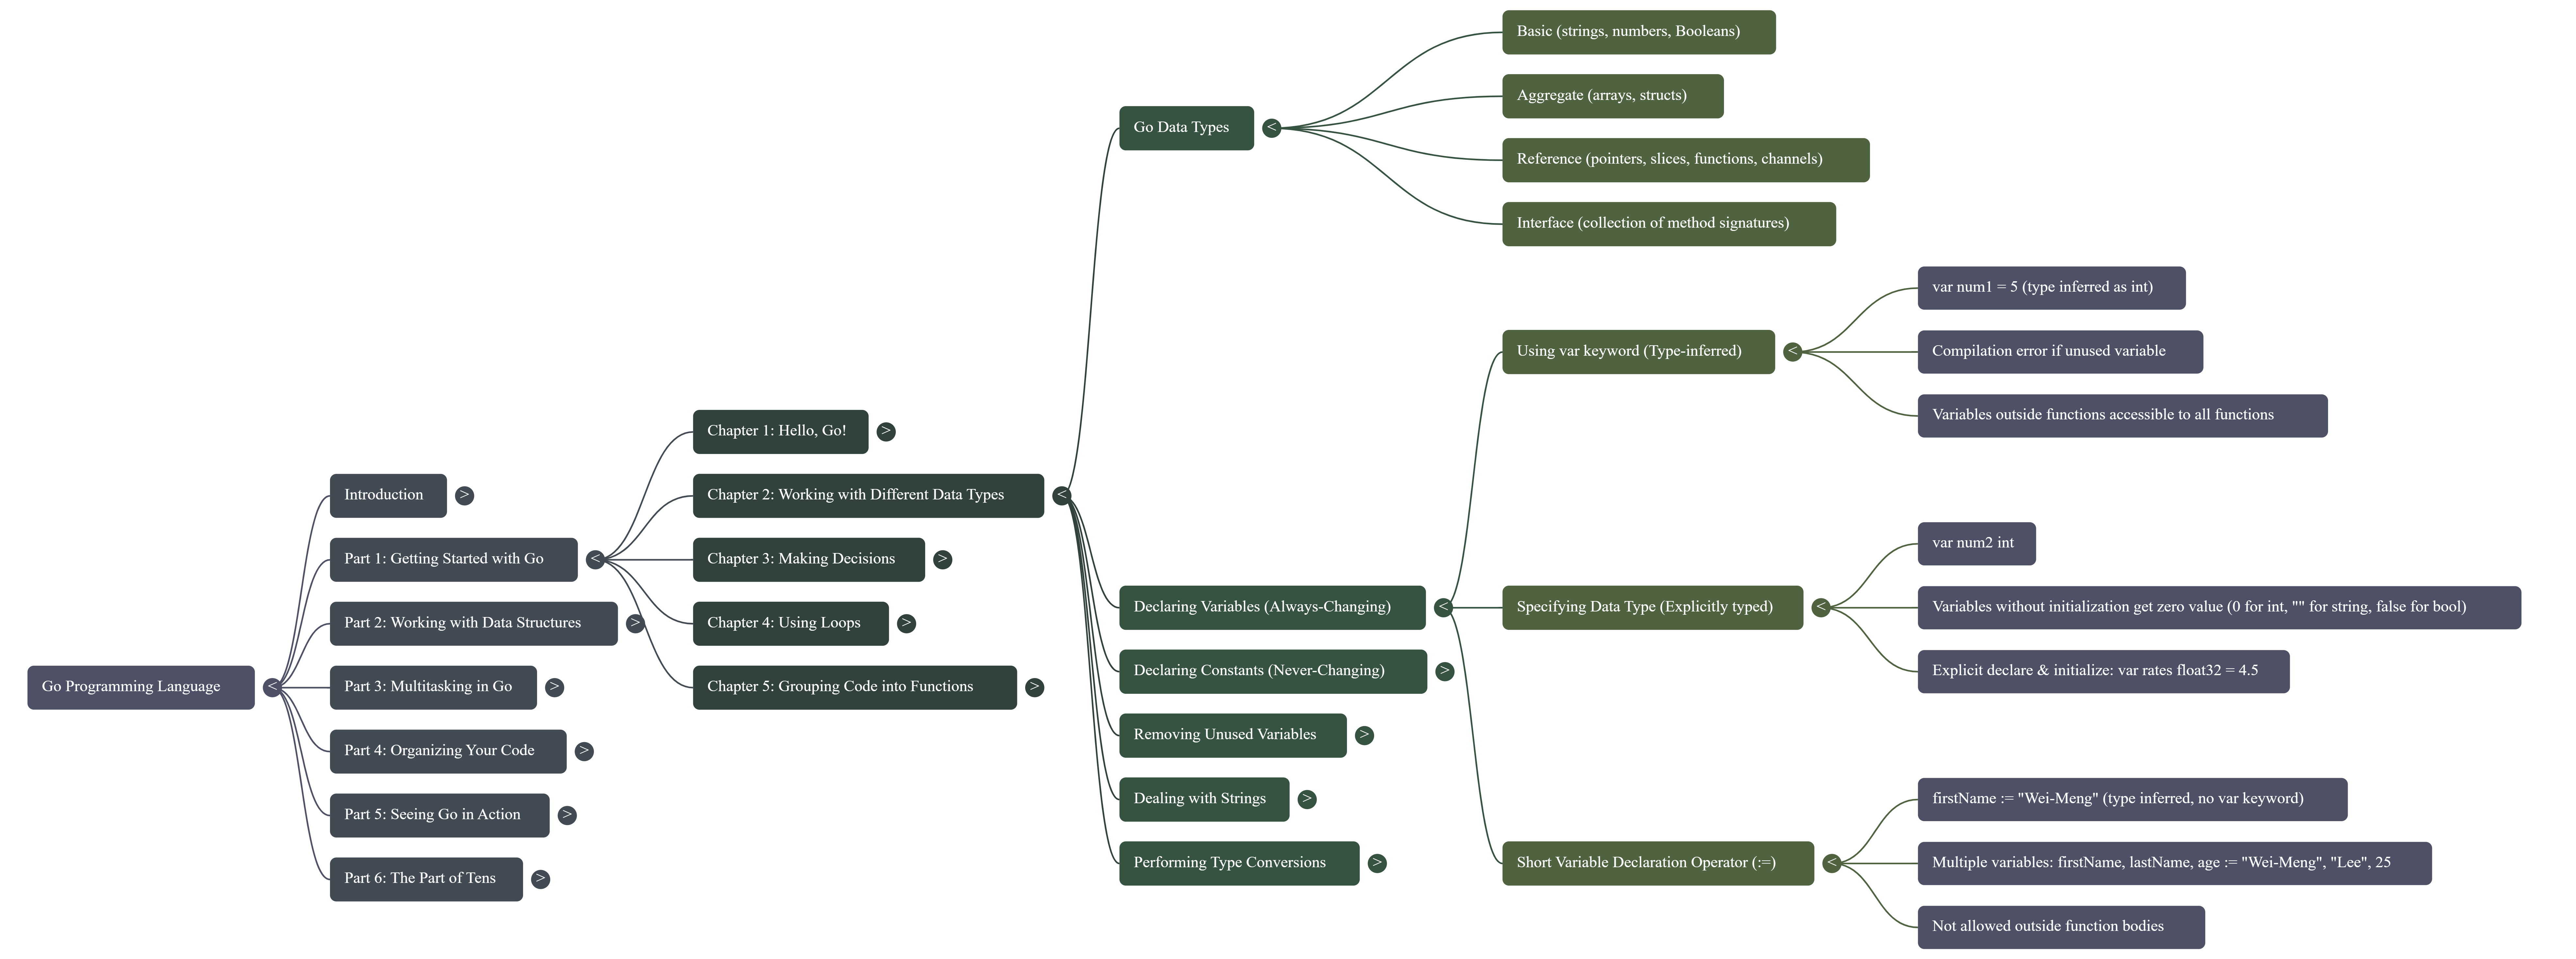 Go Programming Language
<
Introduction
>
Part 1: Getting Started with Go
<
Part 2: Working with Data Structures
>
Part 3: Multitasking in Go
>
Part 4: Organizing Your Code
>
Part 5: Seeing Go in Action
>
Part 6: The Part of Tens
>
Chapter 1: Hello, Go!
>
Chapter 2: Working with Different Data Types
<
Chapter 3: Making Decisions
>
Chapter 4: Using Loops
>
Chapter 5: Grouping Code into Functions
>
Go Data Types
<
Declaring Variables (Always-Changing)
<
Declaring Constants (Never-Changing)
>
Removing Unused Variables
>
Dealing with Strings
>
Performing Type Conversions
>
Basic (strings, numbers, Booleans)
Aggregate (arrays, structs)
Reference (pointers, slices, functions, channels)
Interface (collection of method signatures)
Using var keyword (Type-inferred)
<
Specifying Data Type (Explicitly typed)
<
Short Variable Declaration Operator (:=)
<
var num1 = 5 (type inferred as int)
Compilation error if unused variable
Variables outside functions accessible to all functions
var num2 int
Variables without initialization get zero value (0 for int, "" for string, false for bool)
Explicit declare & initialize: var rates float32 = 4.5
firstName := "Wei-Meng" (type inferred, no var keyword)
Multiple variables: firstName, lastName, age := "Wei-Meng", "Lee", 25
Not allowed outside function bodies